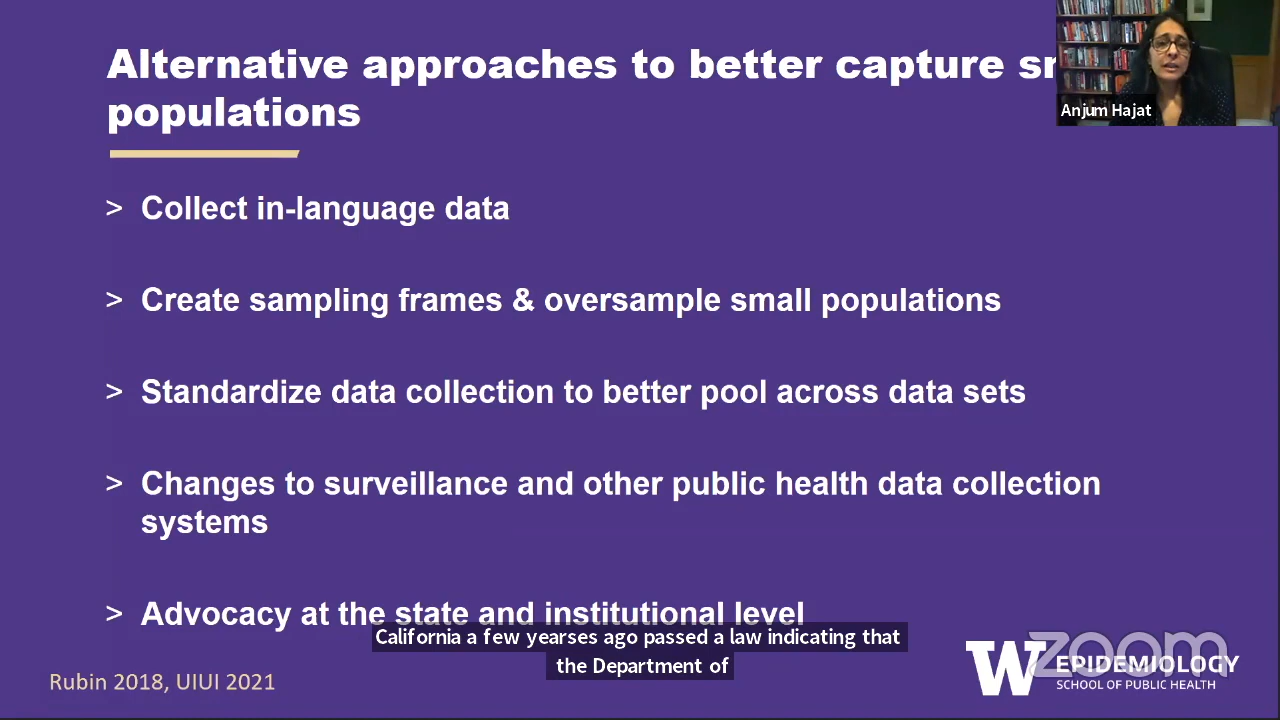 Alternative approaches to better capture
populations
Anjum Hajat
> Collect in-language data
> Create sampling frames & oversample small populations
> Standardize data collection to better pool across data sets
> Changes to surveillance and other public health data collection
systems
> Advocacy at the state and institutional level
California a few yearses ago passed a law indicating that
the Department of
Rubin 2018, UIUI 2021
W EPIDEMIOLOGY
SCHOOL OF PUBLIC HEALTH
zoom